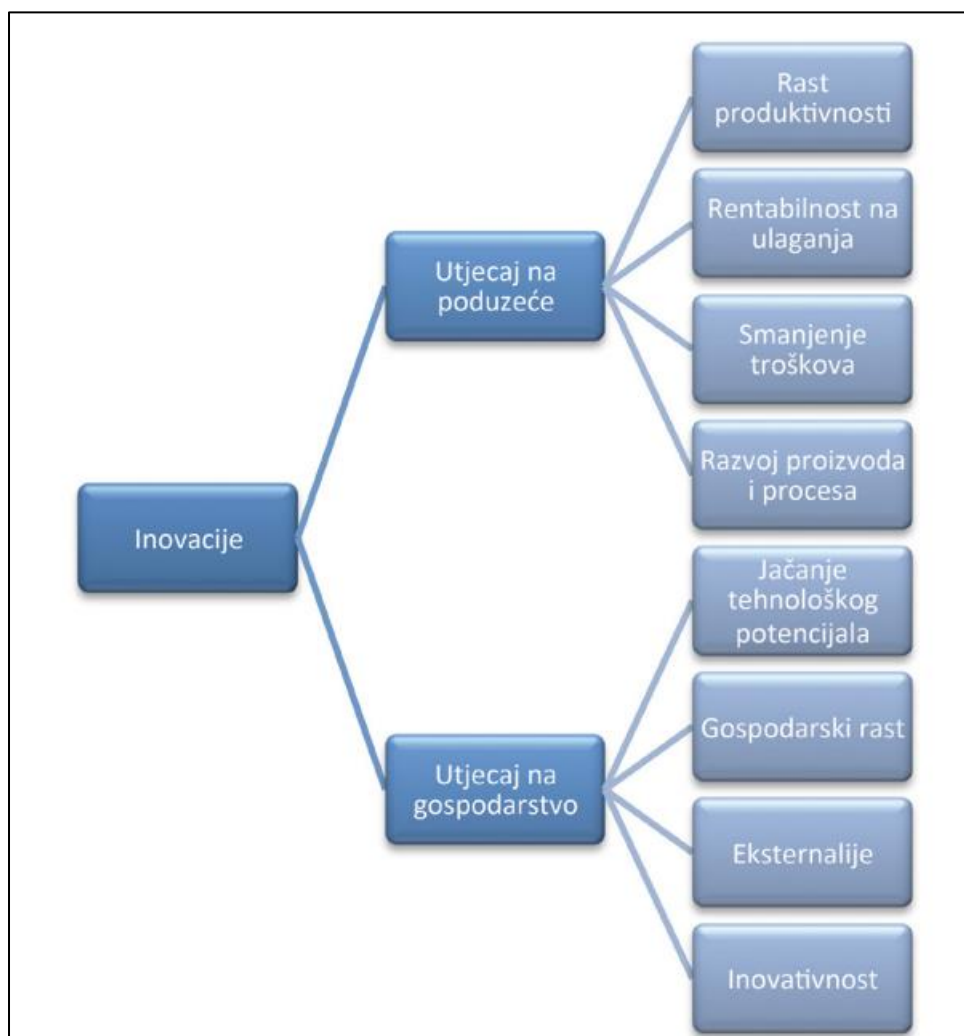 Inovacije
Utjecaj na
poduzeće
Rast
produktivnosti
Rentabilnost na
ulaganja
Smanjenje
troškova
Razvoj proizvoda
i procesa
Utjecaj na
gospodarstvo
Jačanje
tehnološkog
potencijala
Gospodarski rast
Eksternalije
Inovativnost